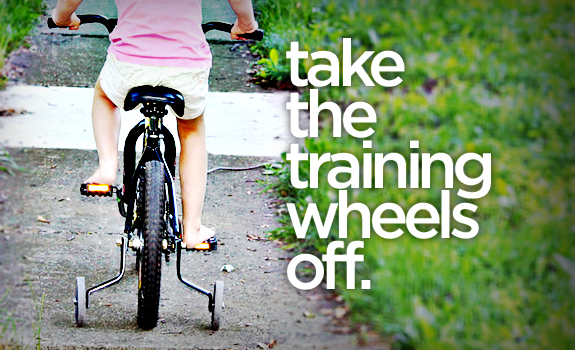 take
the
training
wheels
off.